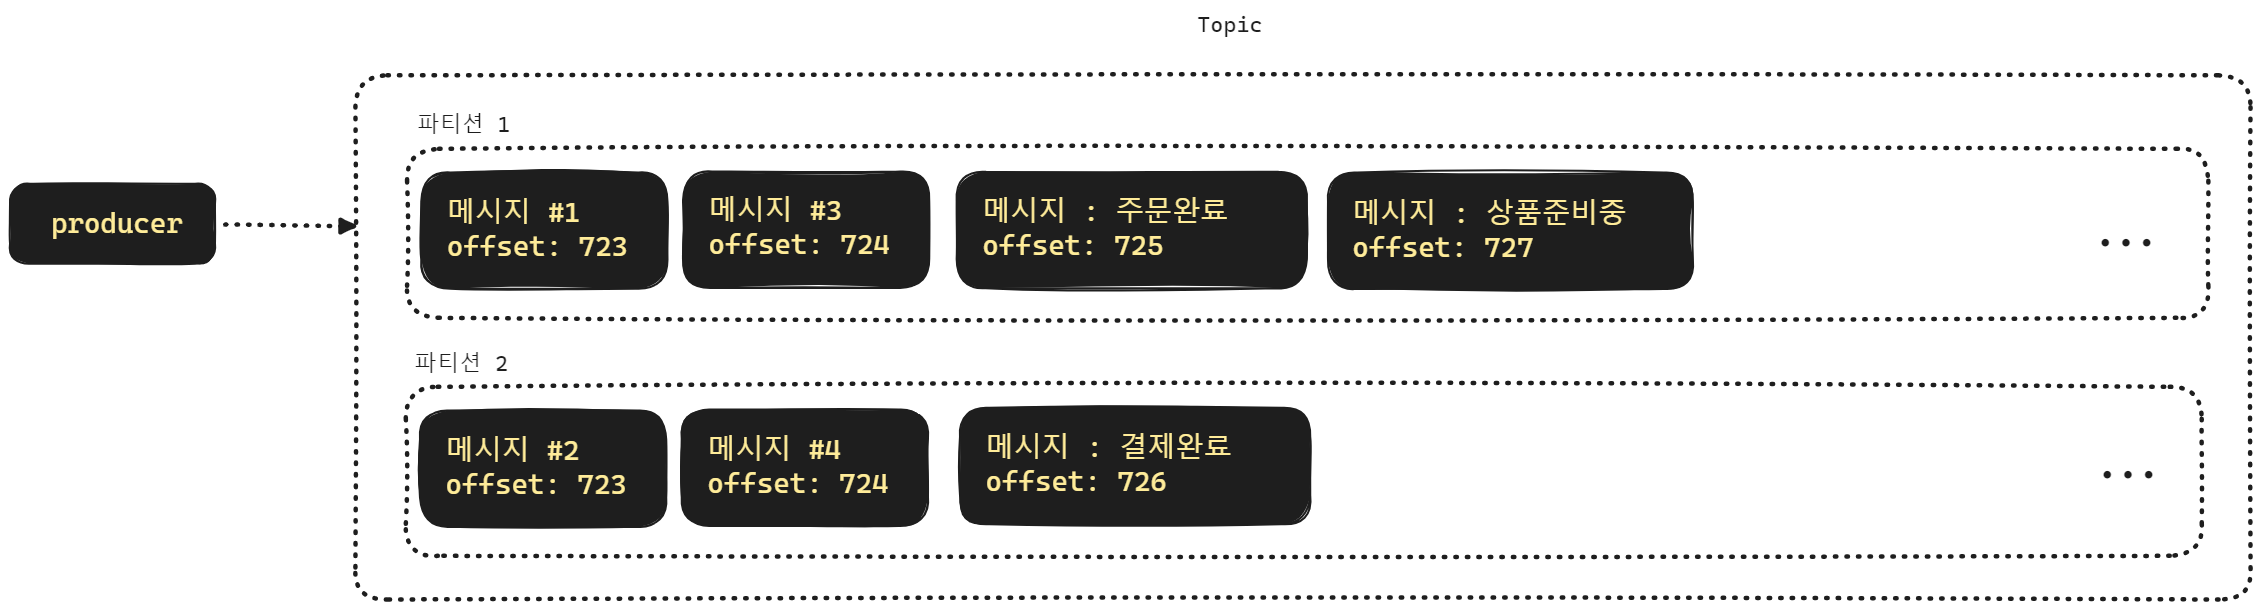 Topic
producer
파티션 1
메시지 #1
offset: 723
메시지 #3
offset: 724
메시지 : 주문완료
offset: 725
메시지 : 상품준비중
offset: 727
...
파티션 2
메시지 #2
offset: 723
메시지 #4
offset: 724
메시지 : 결제완료
offset: 726
...